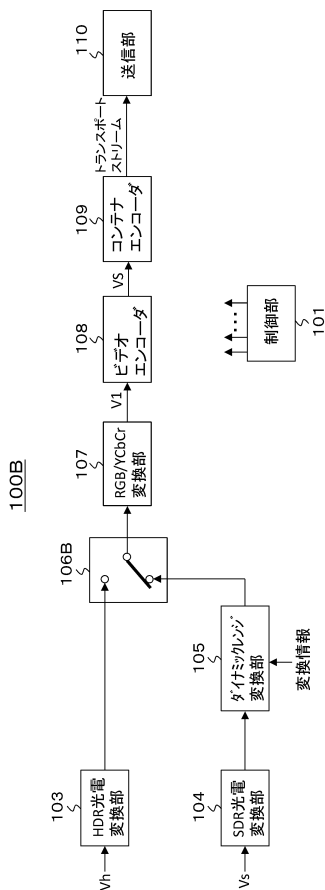 100B
Vh
103
HDR光電
変換部
Vs
104
SDR光電
変換部
105
ダイナミックレンジ
変換部
変換情報
106B
107
RGB/YCbCr
変換部
V1
108
ビデオ
エンコーダ
VS
109
コンテナ
エンコーダ
トランスポート
ストリーム
110
送信部
制御部
101